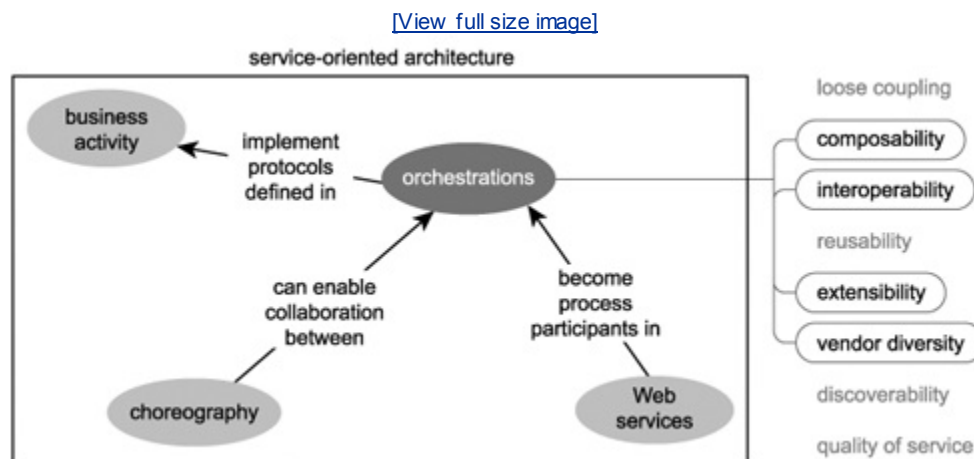 [View full size image]
service-oriented architecture
business
activity
implement
protocols
defined in
orchestrations
can enable
collaboration
between
become
process
participants in
choreography
Web
services
loose coupling
composability
interoperability
reusability
extensibility
vendor diversity
discoverability
quality of service